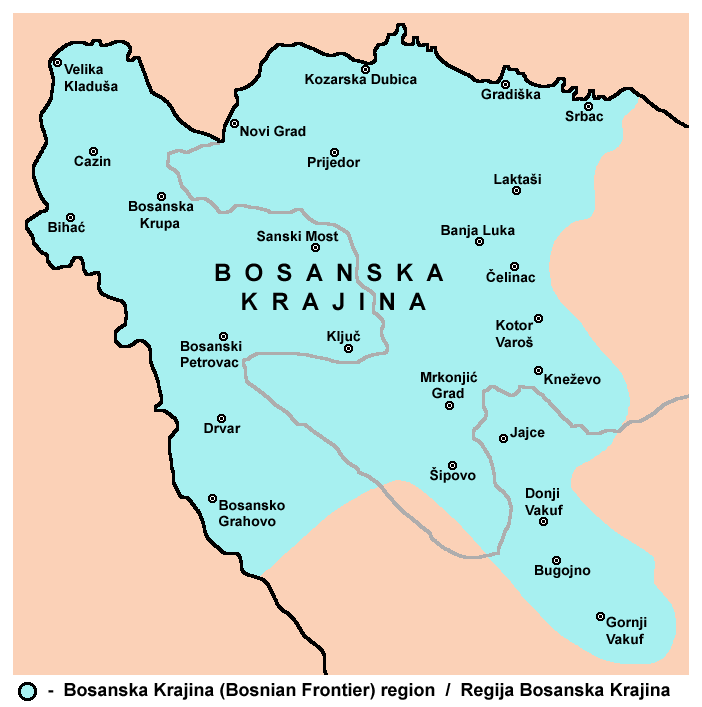 Velika
Kladuša
Kozarska Dubica
Gradiška
Srbac
Novi Grad
Cazin
Prijedor
Laktaši
Bosanska
Krupa
Bihać
Sanski Most
Banja Luka
BOSANSKA
KRAJINA
Čelinac
Kotor
Varoš
Ključ
Bosanski
Petrovac
Mrkonjić
Grad
Kneževo
Drvar
Jajce
Šipovo
Bosansko
Grahovo
Donji
Vakuf
Bugojno
Gornji
Vakuf
- Bosanska Krajina (Bosnian Frontier) region / Regija Bosanska Krajina